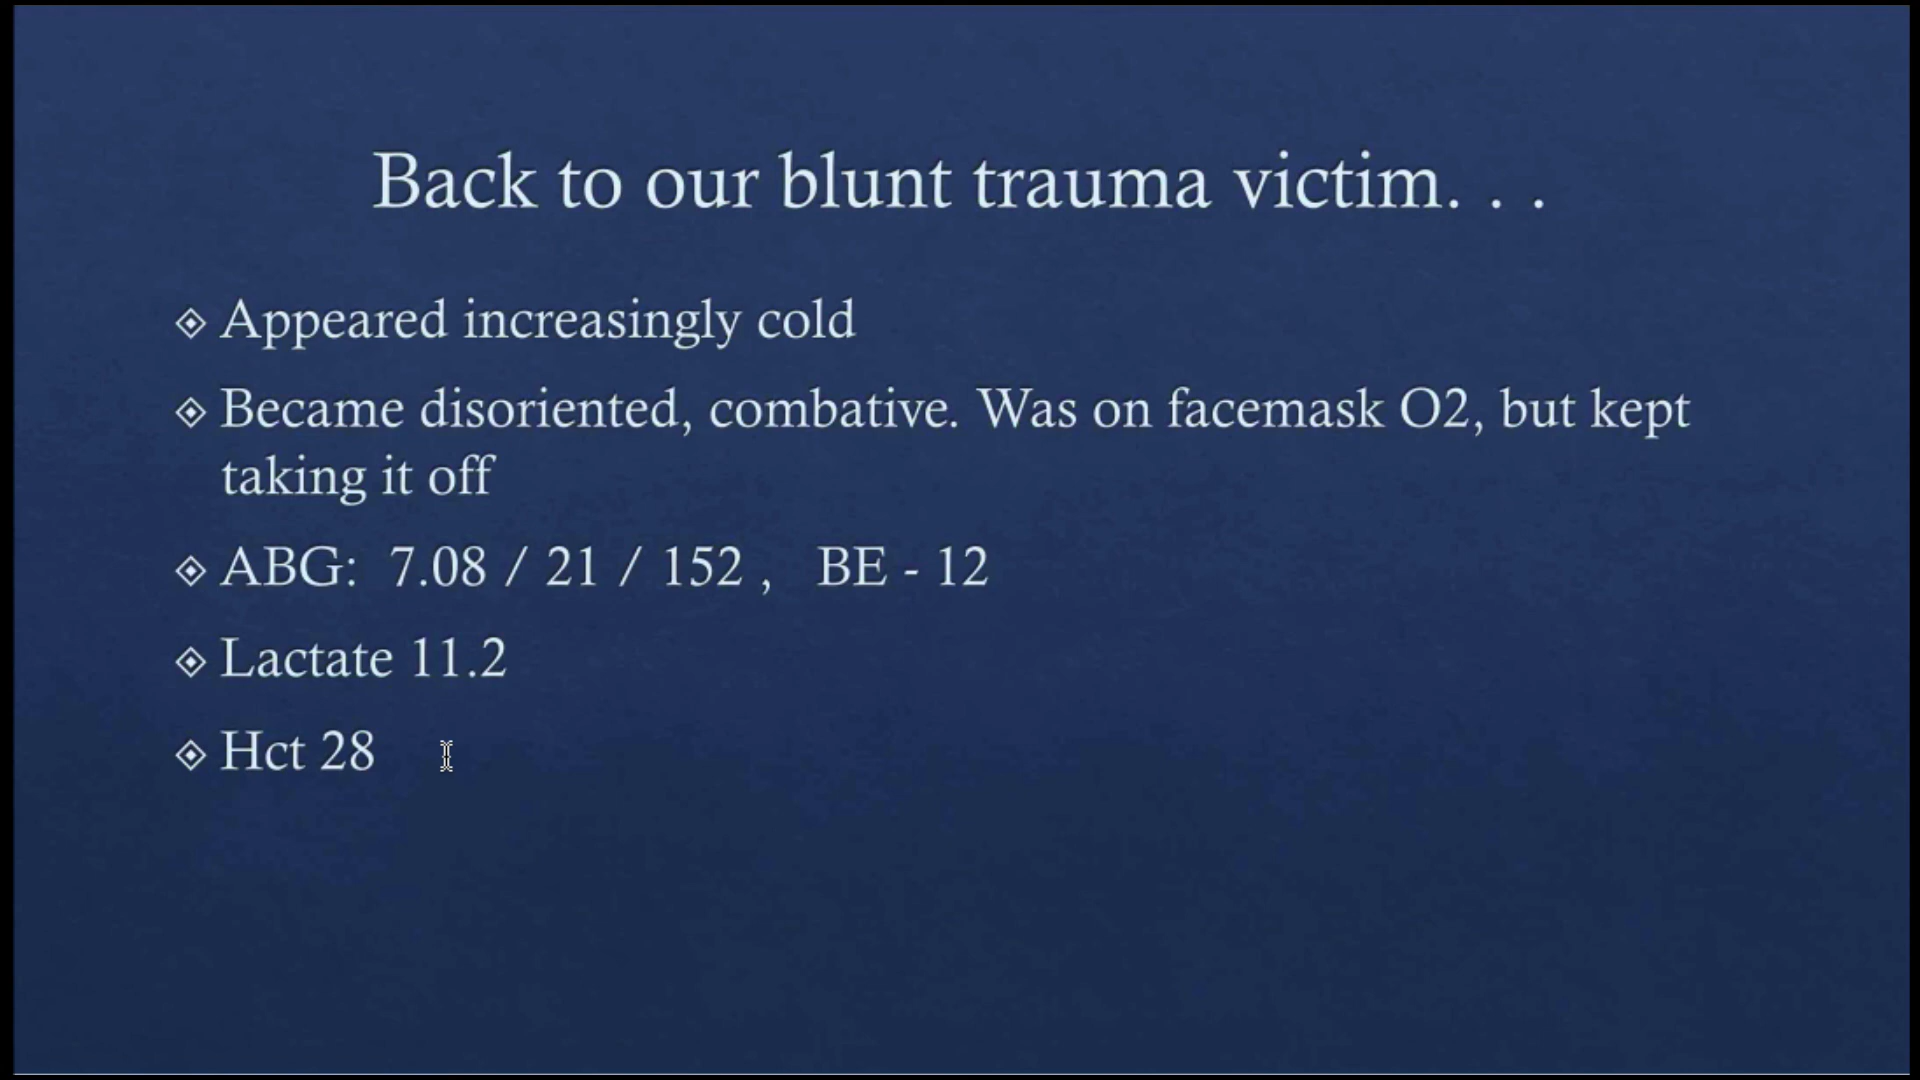 Back to our blunt trauma victim. . .
Appeared increasingly cold
Became disoriented, combative. Was on facemask O2, but kept
taking it off
ABG: 7.08 / 21 / 152 , BE - 12
Lactate 11.2
Hct 28